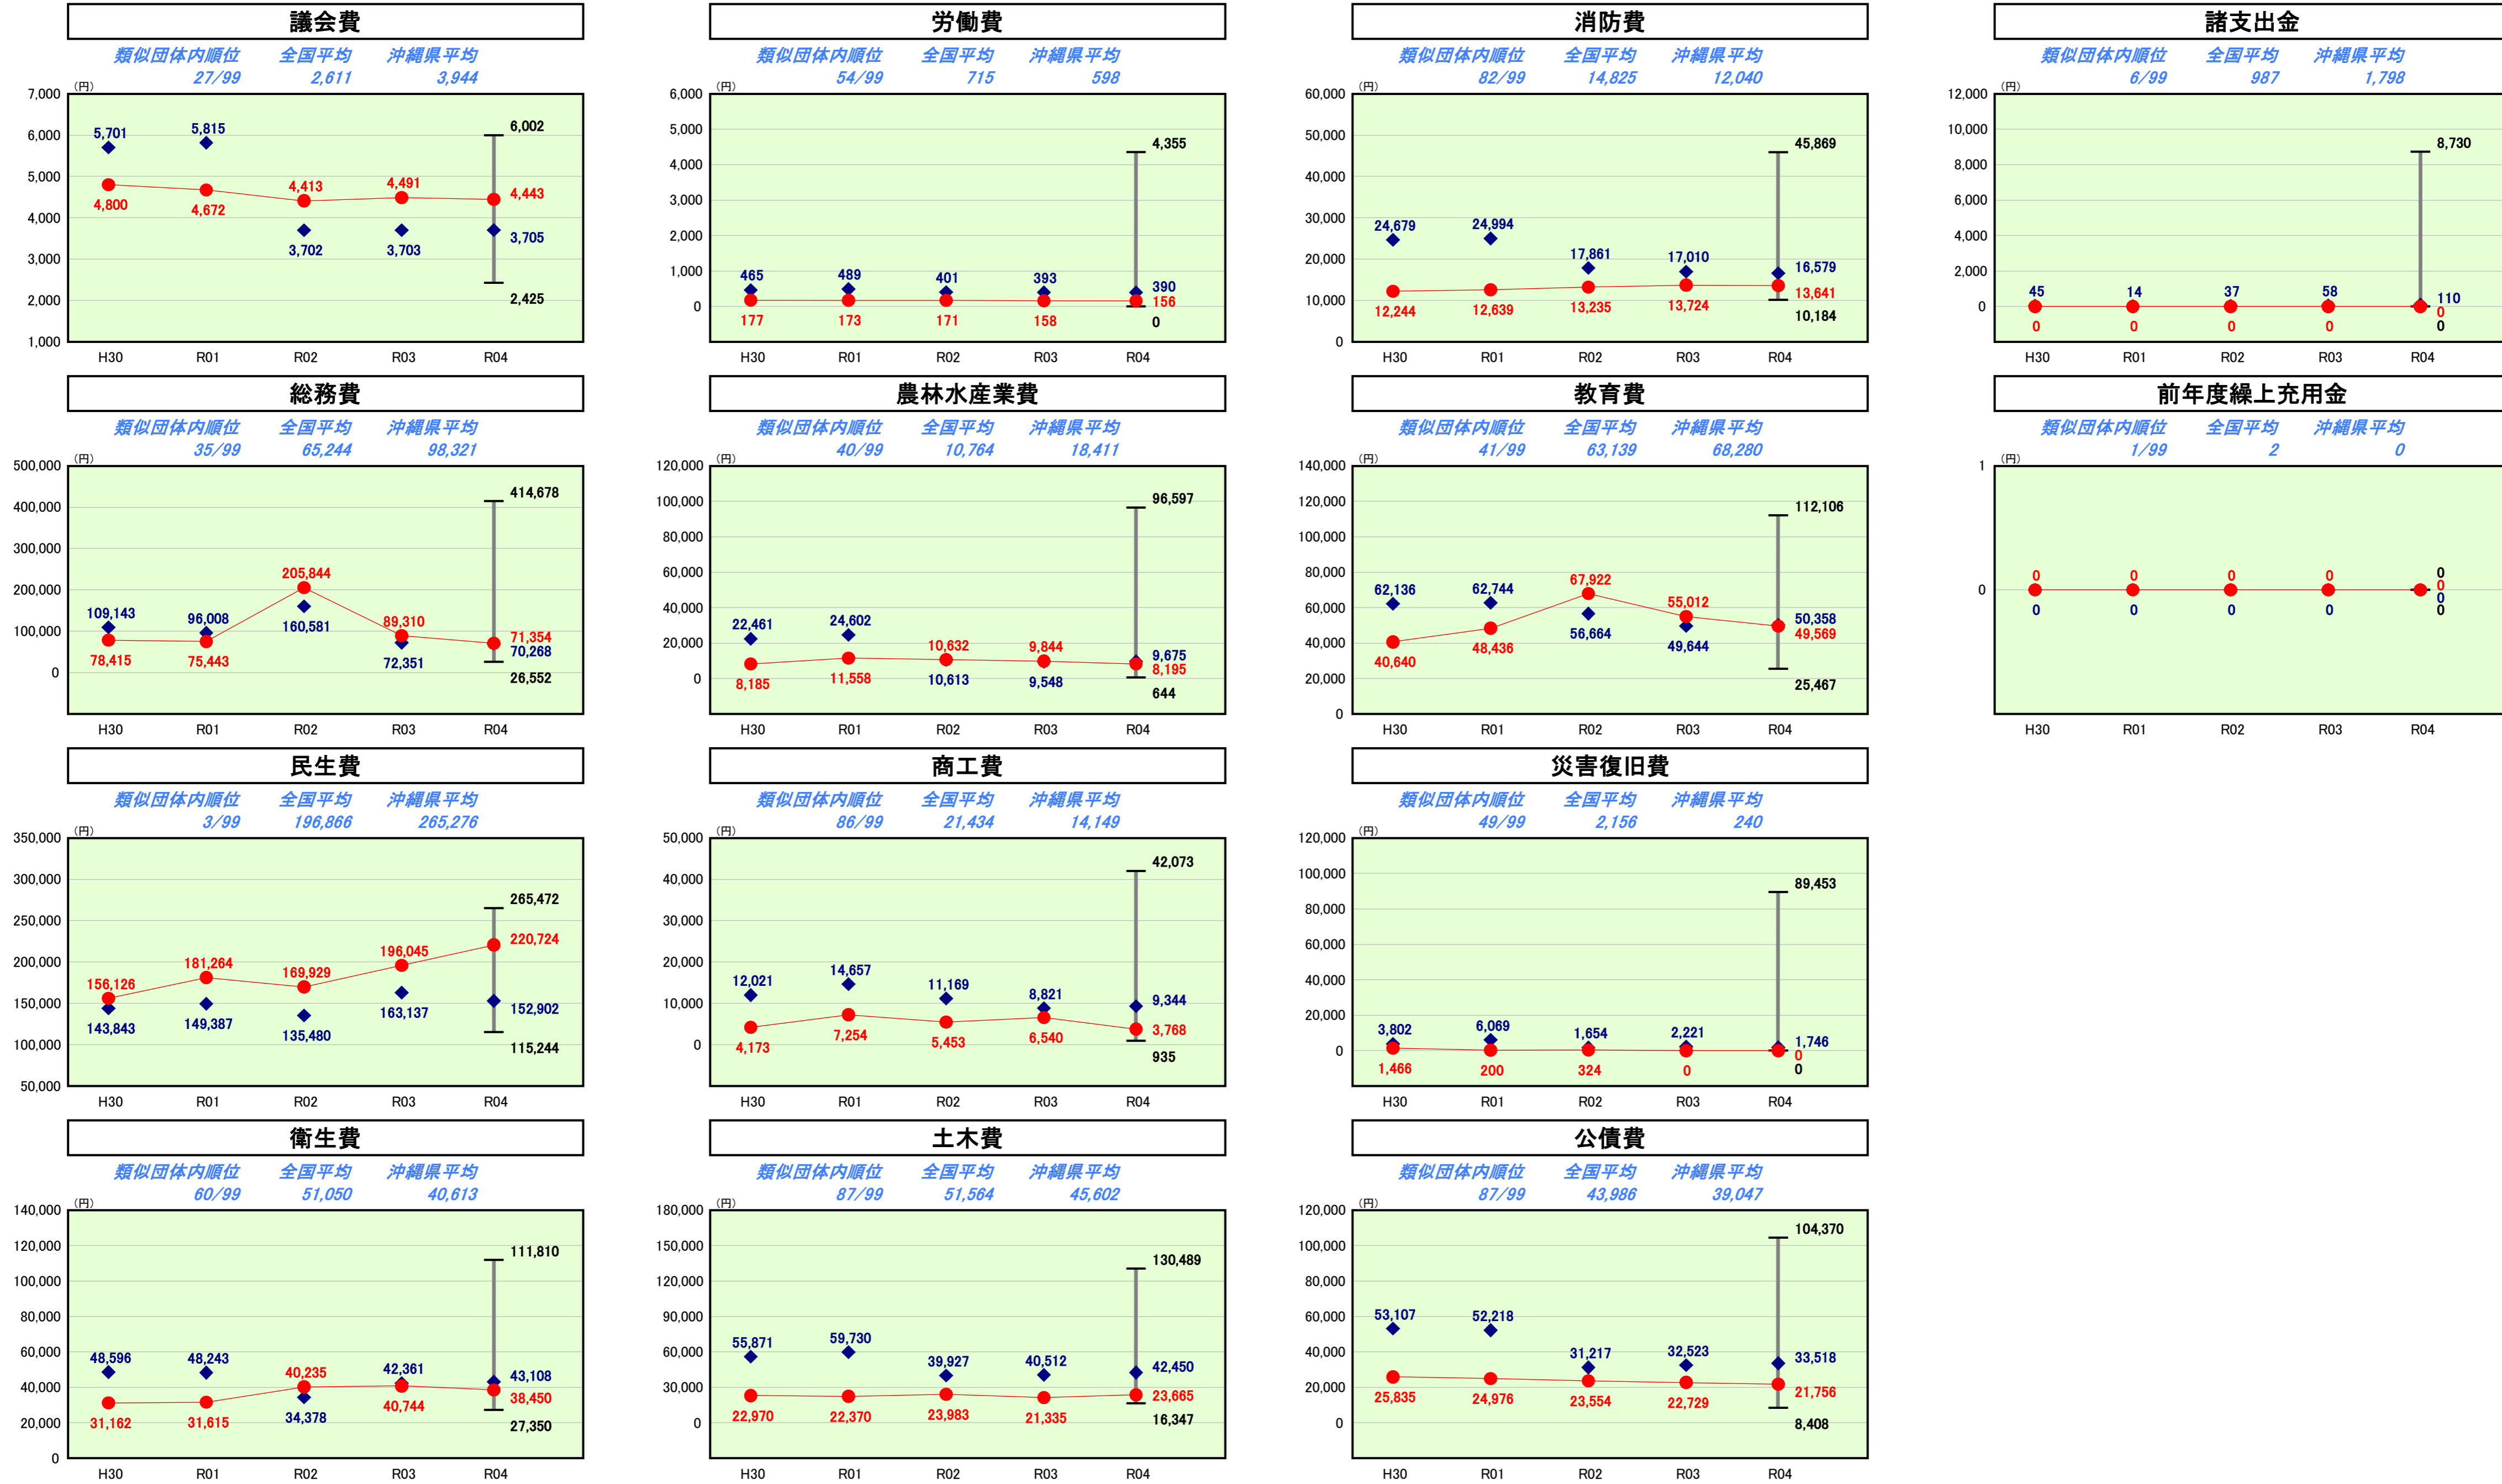 議会費
類似団体内順位 全国平均 沖縄県平均
27/99 2,611 3,944
(円)
7,000
6,000
5,000
4,000
3,000
2,000
1,000
5,701 5,815 6,002
4,800 4,672 4,413 4,491 4,443
3,702 3,703 3,705
2,425
H30 R01 R02 R03 R04
労働費
類似団体内順位 全国平均 沖縄県平均
54/99 715 598
(円)
6,000
5,000
4,000
3,000
2,000
1,000
0
4,355
465 489 401 393 390
177 173 171 158 156
0
H30 R01 R02 R03 R04
消防費
類似団体内順位 全国平均 沖縄県平均
82/99 14,825 12,040
(円)
60,000
50,000
40,000
30,000
20,000
10,000
0
45,869
24,679 24,994 17,861 17,010 16,579
12,244 12,639 13,235 13,724 13,641
10,184
H30 R01 R02 R03 R04
諸支出金
類似団体内順位 全国平均 沖縄県平均
6/99 987 1,798
(円)
12,000
10,000
8,000
6,000
4,000
2,000
0
8,730
45 14 37 58 110
0 0 0 0 0
0
H30 R01 R02 R03 R04
総務費
類似団体内順位 全国平均 沖縄県平均
35/99 65,244 98,321
(円)
500,000
400,000
300,000
200,000
100,000
0
414,678
109,143 96,008 205,844 89,310 71,354
78,415 75,443 160,581 72,351 70,268
26,552
H30 R01 R02 R03 R04
農林水産業費
類似団体内順位 全国平均 沖縄県平均
40/99 10,764 18,411
(円)
120,000
100,000
80,000
60,000
40,000
20,000
0
96,597
22,461 24,602 10,632 9,844 9,675
8,185 11,558 10,613 9,548 8,195
644
H30 R01 R02 R03 R04
教育費
類似団体内順位 全国平均 沖縄県平均
41/99 63,139 68,280
(円)
140,000
120,000
100,000
80,000
60,000
40,000
20,000
0
112,106
62,136 62,744 67,922 55,012 50,358
40,640 48,436 56,664 49,644 49,569
25,467
H30 R01 R02 R03 R04
前年度繰上充用金
類似団体内順位 全国平均 沖縄県平均
1/99 2 0
(円)
1
0
0 0 0 0 0
0
0 0 0 0 0
0
H30 R01 R02 R03 R04
民生費
類似団体内順位 全国平均 沖縄県平均
3/99 196,866 265,276
(円)
350,000
300,000
250,000
200,000
150,000
100,000
50,000
265,472
156,126 181,264 169,929 196,045 220,724
143,843 149,387 135,480 163,137 152,902
115,244
H30 R01 R02 R03 R04
商工費
類似団体内順位 全国平均 沖縄県平均
86/99 21,434 14,149
(円)
50,000
40,000
30,000
20,000
10,000
0
42,073
12,021 14,657 11,169 8,821 9,344
4,173 7,254 5,453 6,540 3,768
935
H30 R01 R02 R03 R04
災害復旧費
類似団体内順位 全国平均 沖縄県平均
49/99 2,156 240
(円)
120,000
100,000
80,000
60,000
40,000
20,000
0
89,453
3,802 6,069 1,654 2,221 1,746
1,466 200 324 0 0
0
H30 R01 R02 R03 R04
衛生費
類似団体内順位 全国平均 沖縄県平均
60/99 51,050 40,613
(円)
140,000
120,000
100,000
80,000
60,000
40,000
20,000
0
111,810
48,596 48,243 40,235 42,361 43,108
31,162 31,615 34,378 40,744 38,450
27,350
H30 R01 R02 R03 R04
土木費
類似団体内順位 全国平均 沖縄県平均
87/99 51,564 45,602
(円)
180,000
150,000
120,000
90,000
60,000
30,000
0
130,489
55,871 59,730 39,927 40,512 42,450
22,970 22,370 23,983 21,335 23,665
16,347
H30 R01 R02 R03 R04
公債費
類似団体内順位 全国平均 沖縄県平均
87/99 43,986 39,047
(円)
120,000
100,000
80,000
60,000
40,000
20,000
0
104,370
53,107 52,218 31,217 32,523 33,518
25,835 24,976 23,554 22,729 21,756
8,408
H30 R01 R02 R03 R04